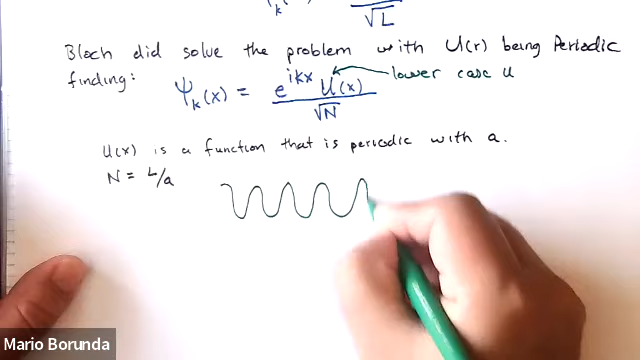 ψₖ(
√L
Bloch did solve the problem with U(r) being Periodic
finding:
ψₖ(x) = e^{ikx} U(x) / √N
lower case u
U(x) is a function that is periodic with a.
N = L/a
Mario Borunda